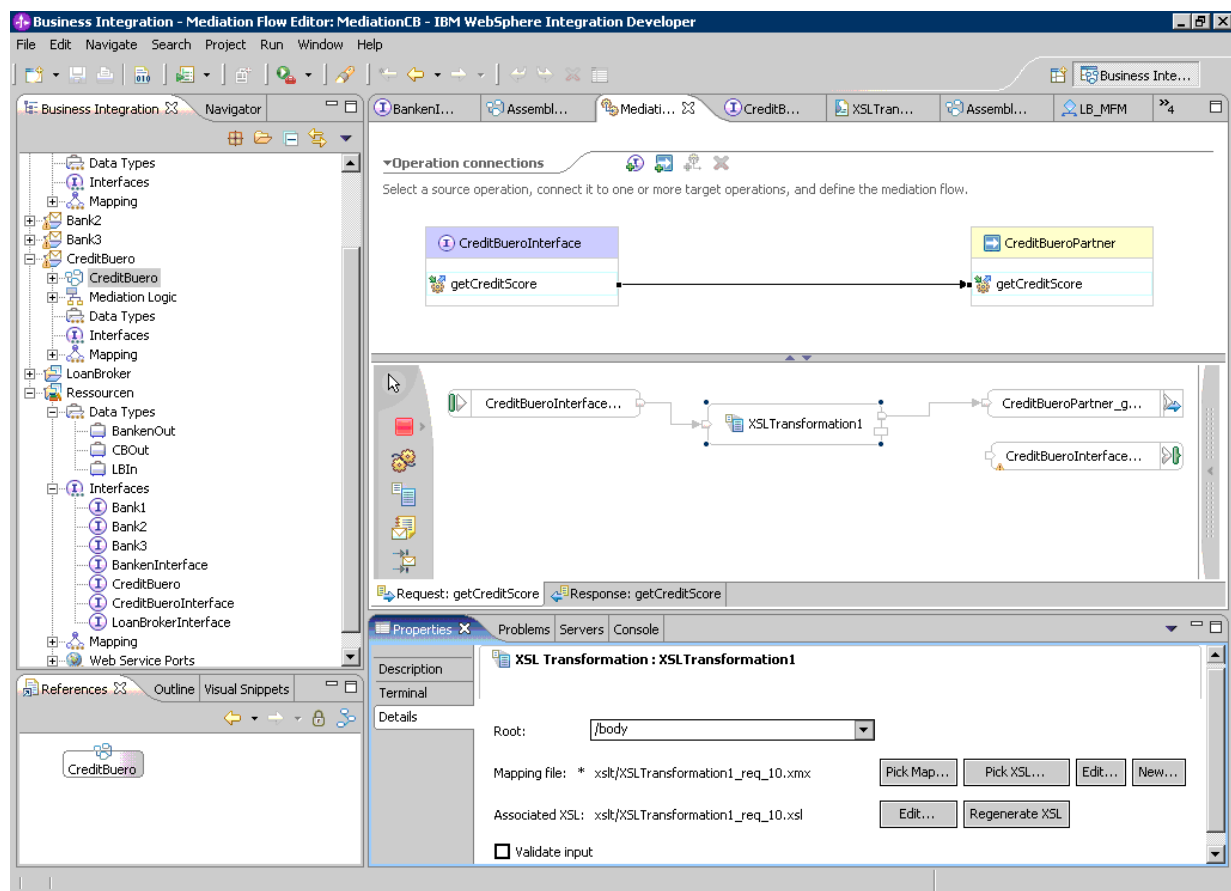 Business Integration - Mediation Flow Editor: MediationCB - IBM WebSphere Integration Developer
File Edit Navigate Search Project Run Window Help
Business Inte...
Business Integration Navigator
Data Types
Interfaces
Mapping
Bank2
Bank3
CreditBuero
CreditBuero
Mediation Logic
Data Types
Interfaces
Mapping
LoanBroker
Ressourcen
Data Types
BankenOut
CBOut
LBIn
Interfaces
Bank1
Bank2
Bank3
BankenInterface
CreditBuero
CreditBueroInterface
LoanBrokerInterface
Mapping
Web Service Ports
References Outline Visual Snippets
CreditBuero
BankenI... Assembl... Mediati... CreditB... XSLTran... Assembl... LB_MFM »4
Operation connections
Select a source operation, connect it to one or more target operations, and define the mediation flow.
CreditBueroInterface CreditBueroPartner
getCreditScore getCreditScore
CreditBueroInterface... XSLTransformation1 CreditBueroPartner_g...
CreditBueroInterface...
Request: getCreditScore Response: getCreditScore
Properties Problems Servers Console
Description
Terminal
Details
XSL Transformation : XSLTransformation1
Root: /body
Mapping file: * xslt/XSLTransformation1_req_10.xmx Pick Map... Pick XSL... Edit... New...
Associated XSL: xslt/XSLTransformation1_req_10.xsl Edit... Regenerate XSL
Validate input